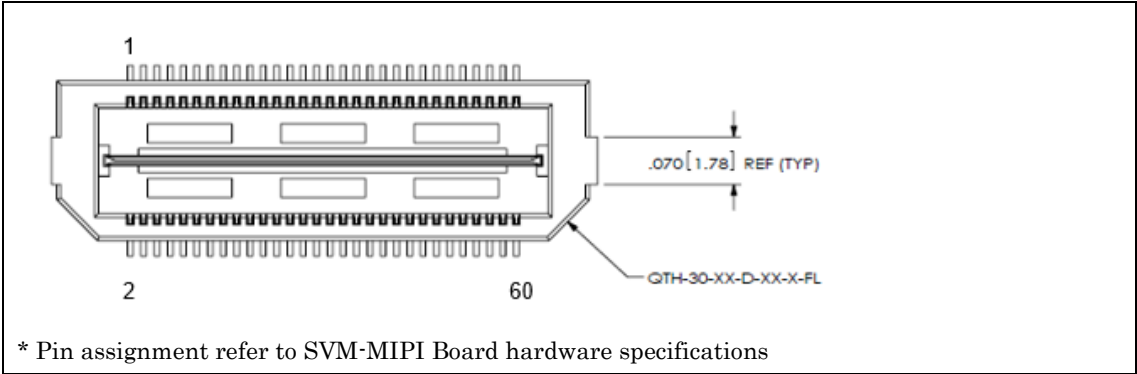 1
.070[1.78] REF (TYP)
QTH-30-XX-D-XX-X-FL
2 60
* Pin assignment refer to SVM-MIPI Board hardware specifications